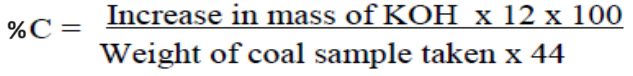 %C = Increase in mass of KOH x 12 x 100
Weight of coal sample taken x 44